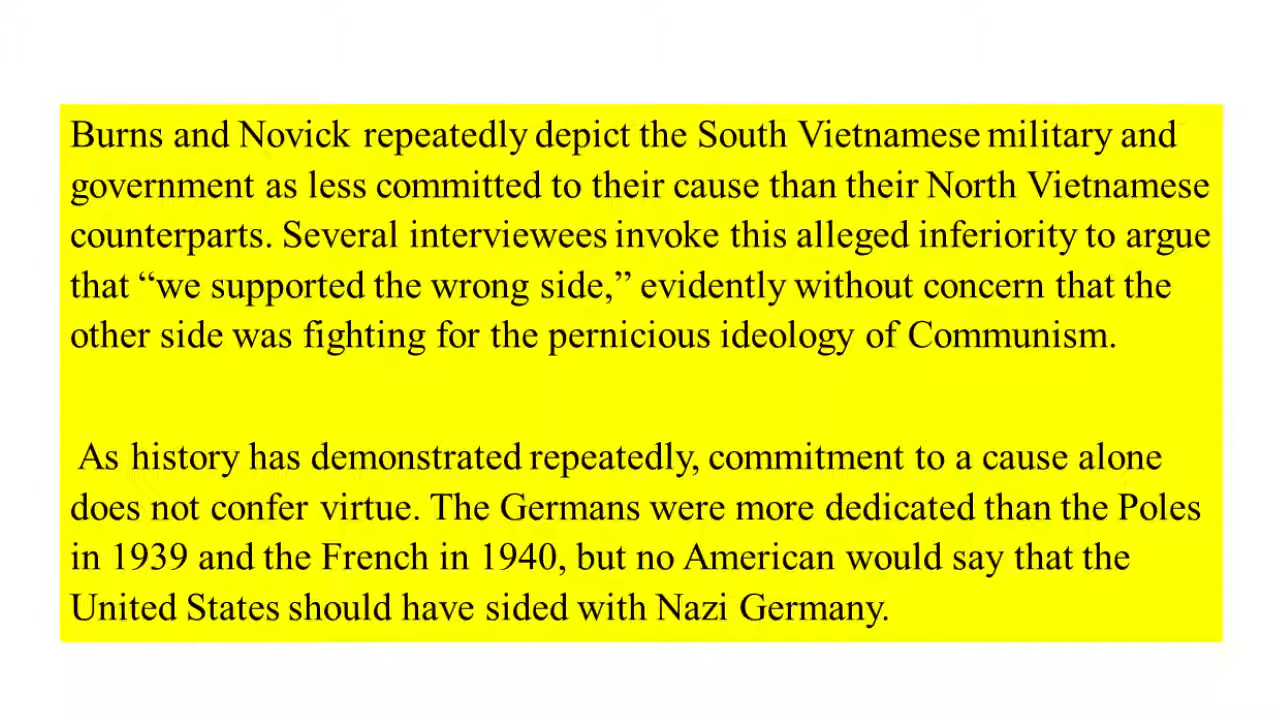 Burns and Novick repeatedly depict the South Vietnamese military and
government as less committed to their cause than their North Vietnamese
counterparts. Several interviewees invoke this alleged inferiority to argue
that “we supported the wrong side,” evidently without concern that the
other side was fighting for the pernicious ideology of Communism.
As history has demonstrated repeatedly, commitment to a cause alone
does not confer virtue. The Germans were more dedicated than the Poles
in 1939 and the French in 1940, but no American would say that the
United States should have sided with Nazi Germany.